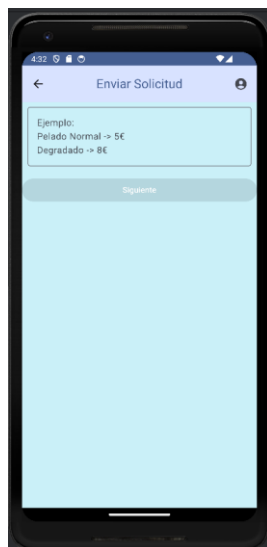 4:32
Enviar Solicitud
Ejemplo:
Pelado Normal -> 5€
Degradado -> 8€
Siguiente